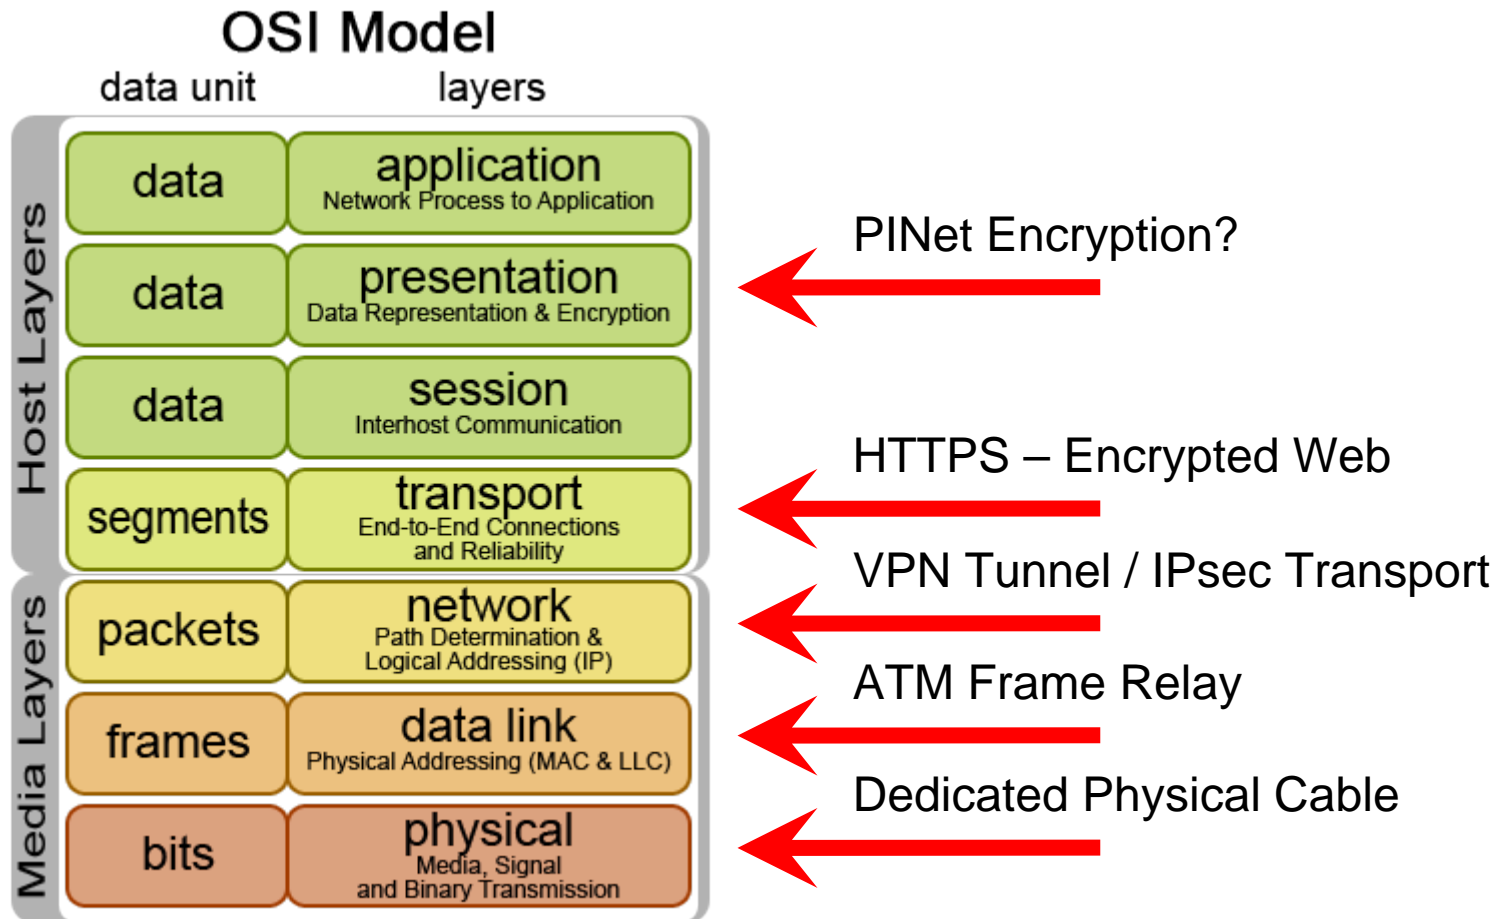 OSI Model
data unit layers
Host Layers
data application
Network Process to Application
PINet Encryption?
data presentation
Data Representation & Encryption
data session
Interhost Communication
HTTPS – Encrypted Web
segments transport
End-to-End Connections
and Reliability
VPN Tunnel / IPsec Transport
Media Layers
packets network
Path Determination &
Logical Addressing (IP)
ATM Frame Relay
frames data link
Physical Addressing (MAC & LLC)
Dedicated Physical Cable
bits physical
Media, Signal
and Binary Transmission